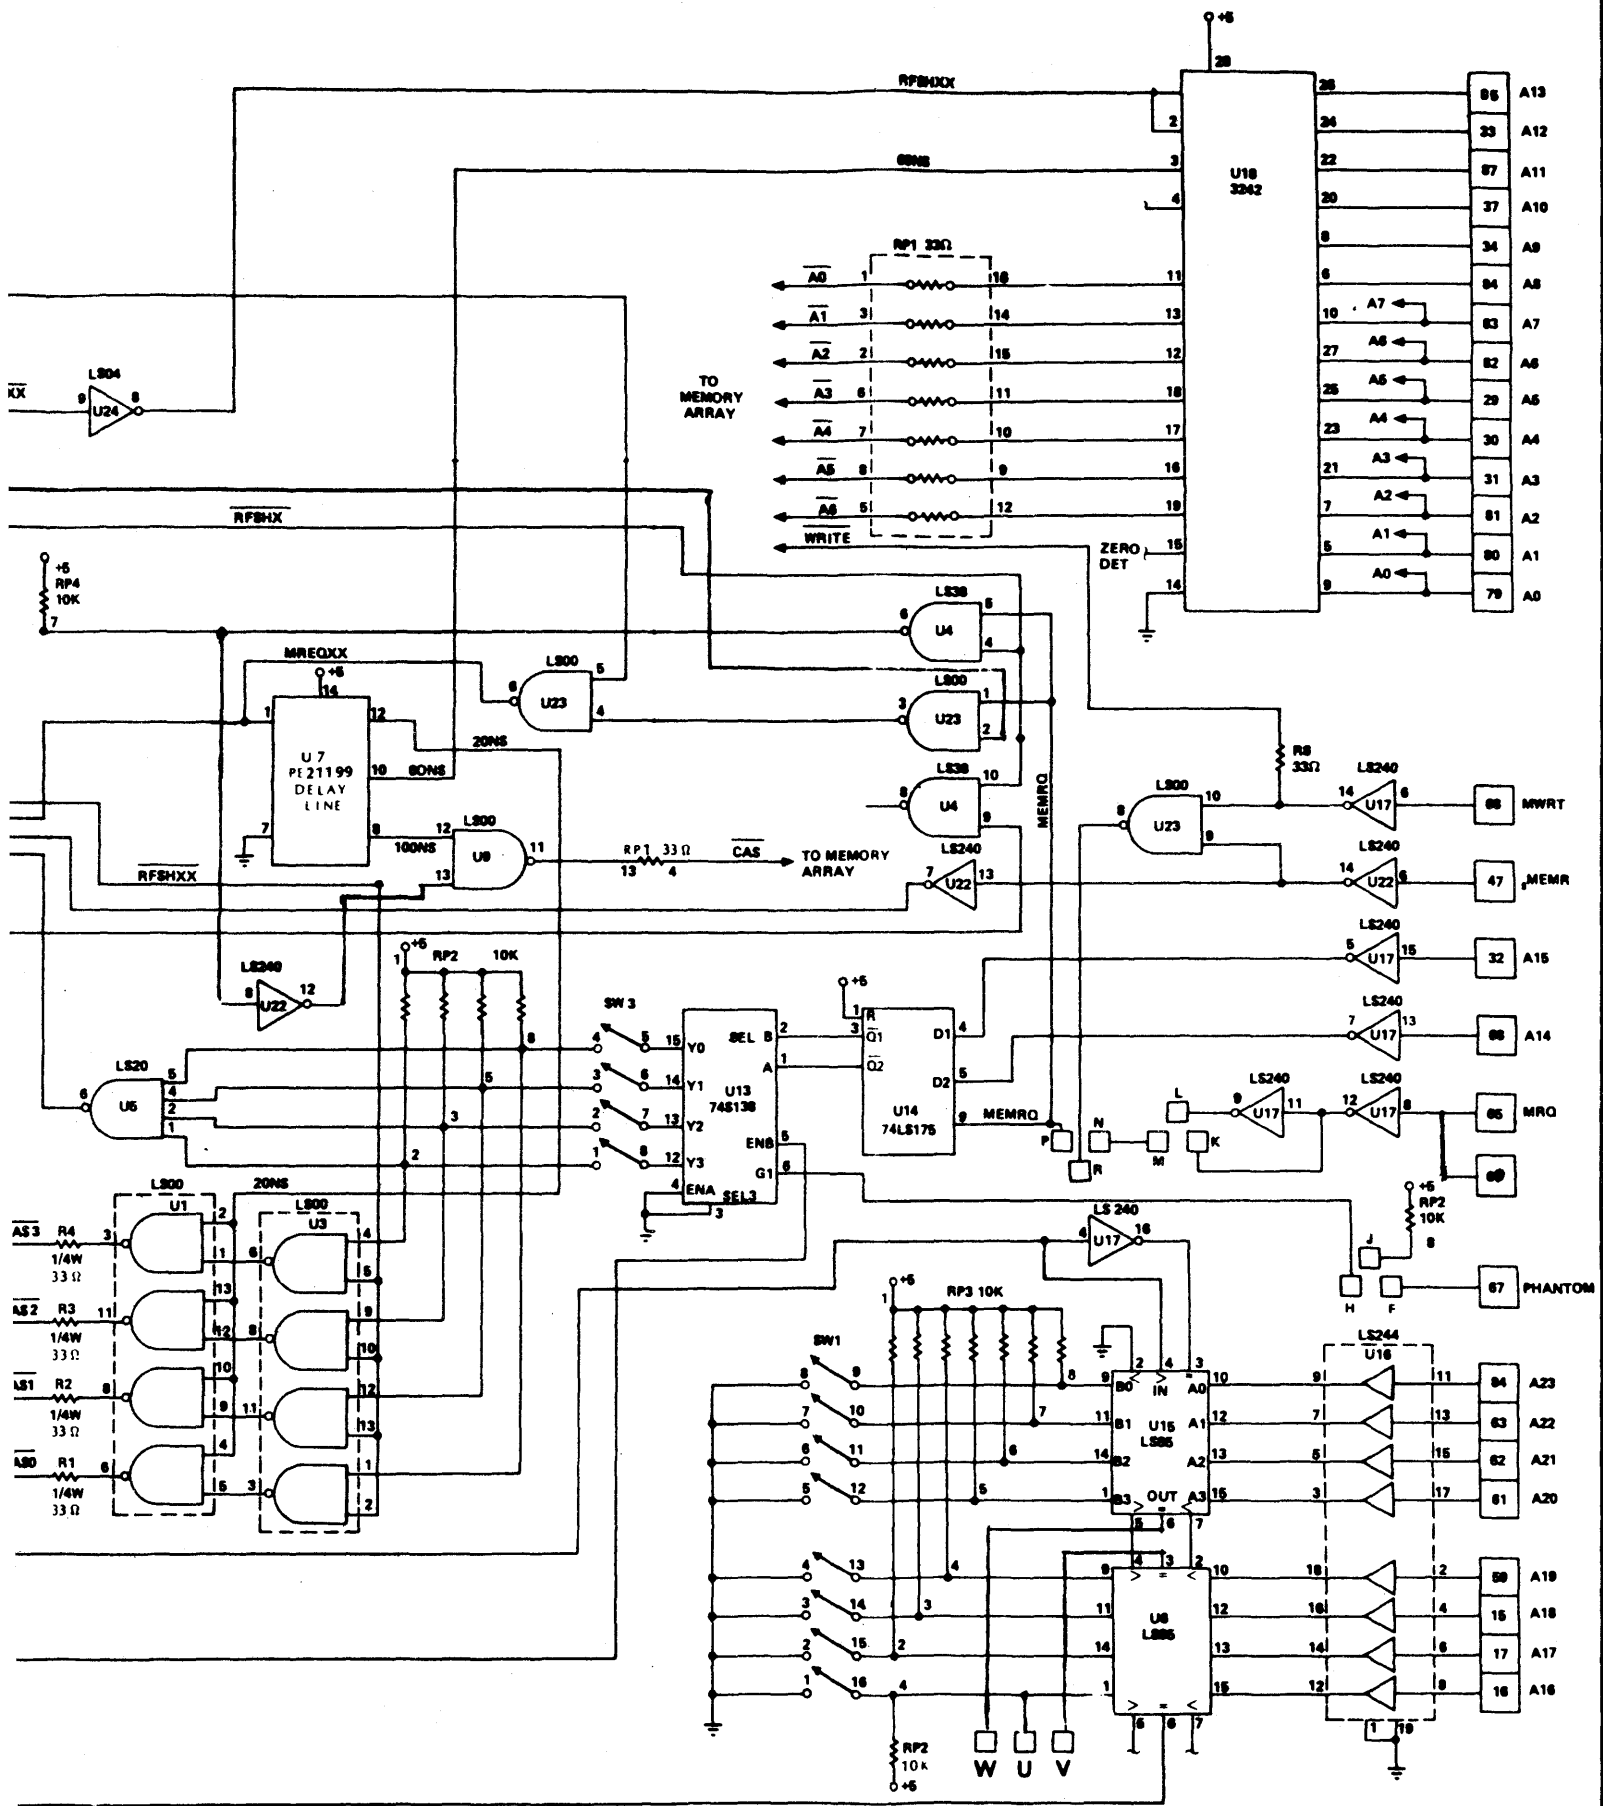 +5
28
RFSHXX
26
85
A13
2
24
33
A12
60NS
3
22
87
A11
U18
3242
4
20
37
A10
8
34
A9
RP1 33Ω
A0
1
16
11
6
84
A8
A1
3
14
13
10
A7
83
A7
A2
2
15
12
27
A6
82
A6
TO
MEMORY
ARRAY
A3
6
11
18
25
A5
29
A5
A4
7
10
17
23
A4
30
A4
A5
8
9
16
21
A3
31
A3
A6
5
12
19
7
A2
81
A2
WRITE
ZERO
DET
15
5
A1
80
A1
14
9
A0
79
A0
XX
LS04
9
U24
8
RFSHX
+5
RP4
10K
7
LS38
6
U4
5
4
MREQXX
+5
14
LS00
6
U23
5
4
LS00
3
U23
1
2
1
12
20NS
U 7
PE21199
DELAY
LINE
10
60NS
7
8
100NS
LS38
8
U4
10
9
MEMRQ
R8
33Ω
LS00
8
U23
10
9
LS240
14
U17
6
68
MWRT
LS00
12
13
U9
11
RP1 33 Ω
13
4
CAS
TO MEMORY
ARRAY
LS240
7
U22
13
LS240
14
U22
6
47
sMEMR
RFSHXX
LS240
5
U17
15
32
A15
LS240
8
U22
12
+5
1
RP2
10K
SW 3
+5
1
R
LS240
7
U17
13
A14
4
5
15
Y0
SEL B
2
3
Q1
D1
4
8
LS20
6
U5
5
4
2
1
3
6
14
Y1
A
1
Q2
D2
5
5
U13
74S138
U14
74LS175
2
7
13
Y2
3
9
MEMRQ
ENB
5
1
8
12
Y3
2
G1
6
4
ENA
SEL3
3
L
LS240
9
U17
11
LS240
12
U17
8
65
MRQ
P
N
M
K
R
+5
RP2
10K
8
J
H
F
67
PHANTOM
LS00
U1
20NS
LS00
U3
AS3
R4
1/4W
33 Ω
3
2
1
6
4
5
AS2
R3
1/4W
33 Ω
11
13
12
8
9
10
AS1
R2
1/4W
33 Ω
8
10
9
11
12
13
AS0
R1
1/4W
33 Ω
6
4
5
3
1
2
LS 240
4
U17
16
+5
1
RP3 10K
SW1
2
4
3
LS244
U16
8
9
8
9
B0
IN
A0
10
9
11
A23
7
10
7
11
B1
U15
LS85
A1
12
7
13
63
A22
6
11
6
14
B2
A2
13
5
15
62
A21
5
12
5
1
B3
OUT
A3
15
3
17
61
A20
5
6
7
4
3
2
4
13
4
9
>
=
<
10
18
2
59
A19
3
14
3
11
U6
LS85
12
16
4
15
A18
2
15
2
14
13
14
6
17
A17
1
16
4
1
15
12
8
16
A16
>
=
<
5
6
7
1
19
RP2
10K
+5
W
U
V